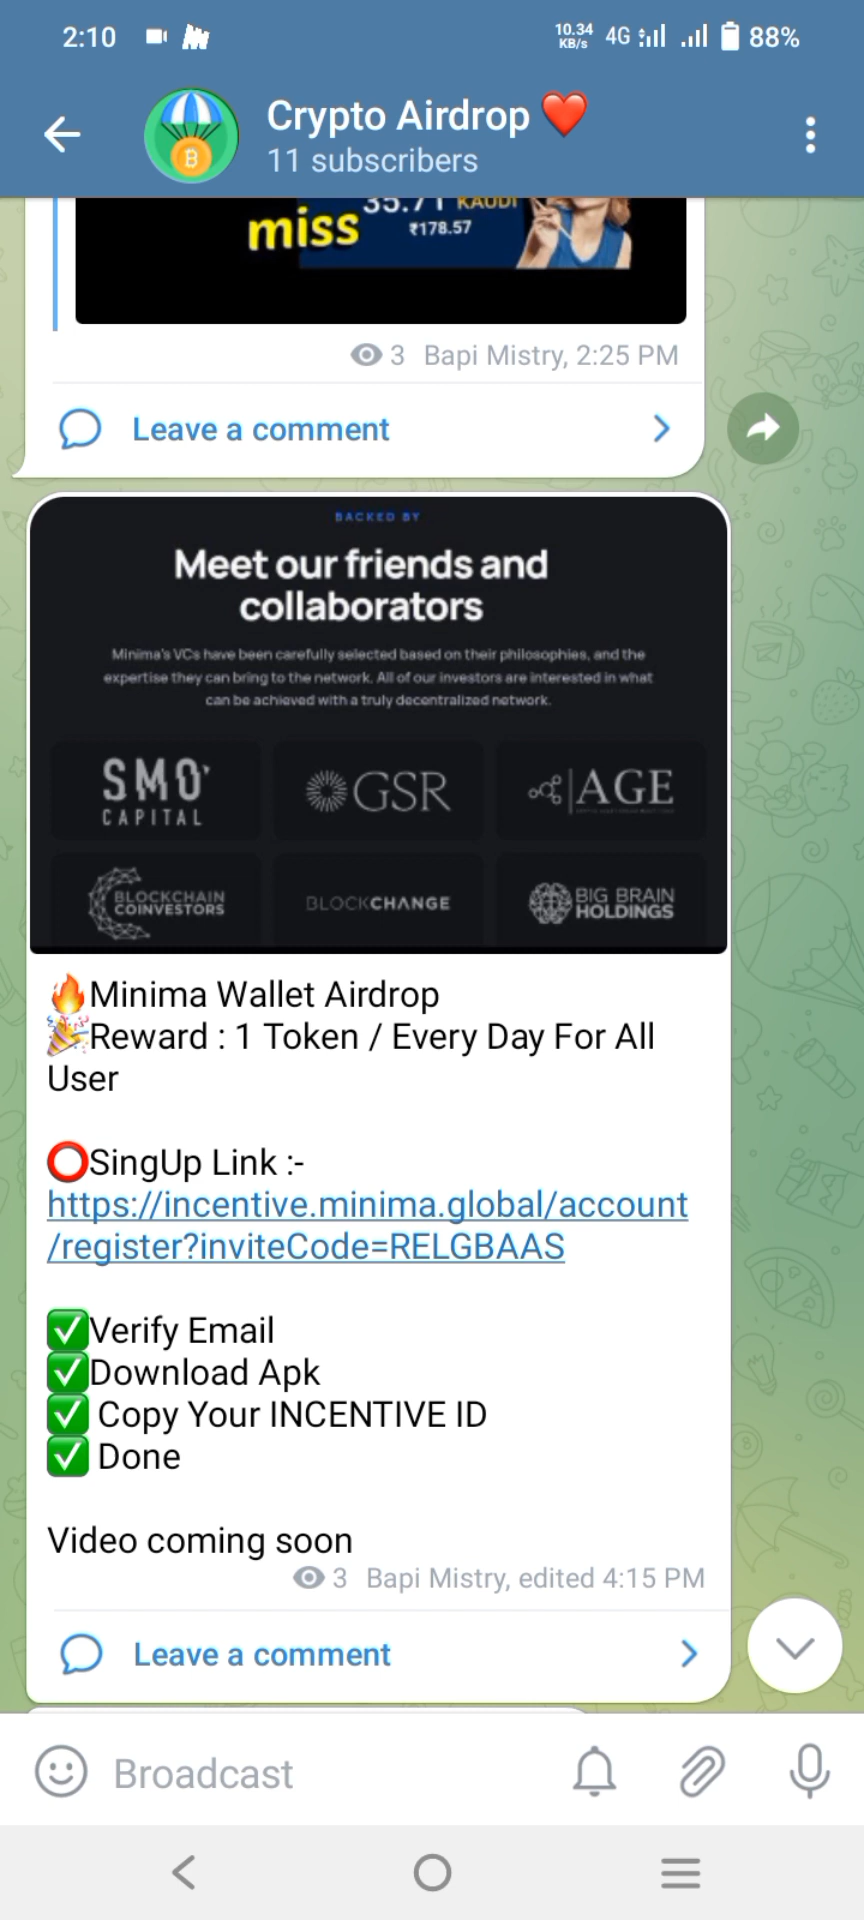 2:10
10.34 KB/s 4G 88%
Crypto Airdrop ❤️
11 subscribers
miss
35.71 KAUDI
₹178.57
3 Bapi Mistry, 2:25 PM
Leave a comment
BACKED BY
Meet our friends and
collaborators
Minima's VCs have been carefully selected based on their philosophies, and the
expertise they can bring to the network. All of our investors are interested in what
can be achieved with a truly decentralized network.
SMO CAPITAL
GSR
AGE
BLOCKCHAIN COINVESTORS
BLOCKCHANGE
BIG BRAIN HOLDINGS
🔥Minima Wallet Airdrop
🎉Reward : 1 Token / Every Day For All
User
⭕SingUp Link :-
https://incentive.minima.global/account
/register?inviteCode=RELGBAAS
✅Verify Email
✅Download Apk
✅ Copy Your INCENTIVE ID
✅ Done
Video coming soon
3 Bapi Mistry, edited 4:15 PM
Leave a comment
Broadcast